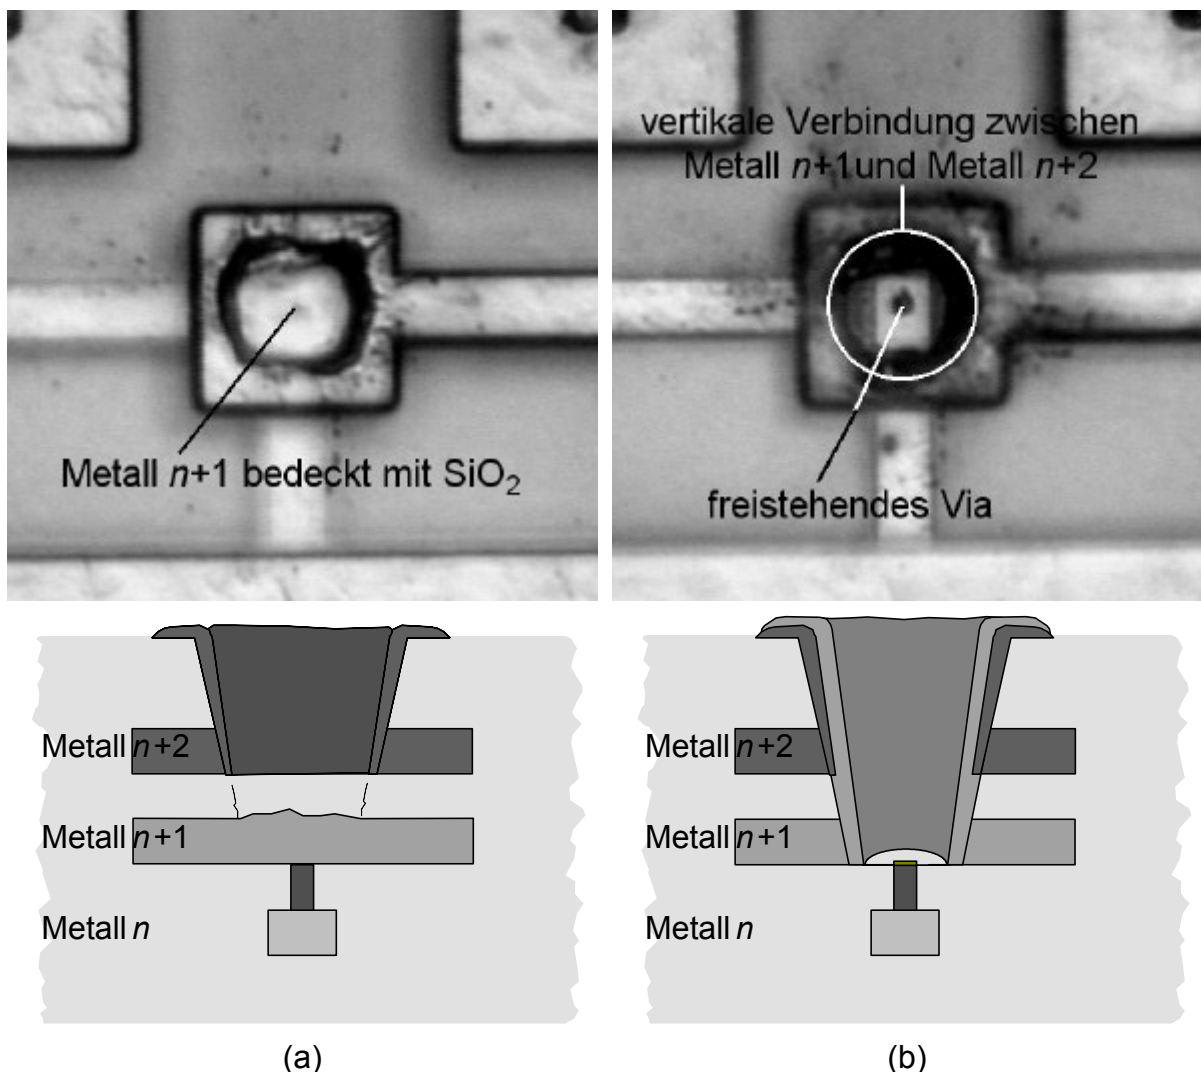 vertikale Verbindung zwischen
Metall n+1und Metall n+2
Metall n+1 bedeckt mit SiO₂
freistehendes Via
Metall n+2
Metall n+1
Metall n
(a)
Metall n+2
Metall n+1
Metall n
(b)